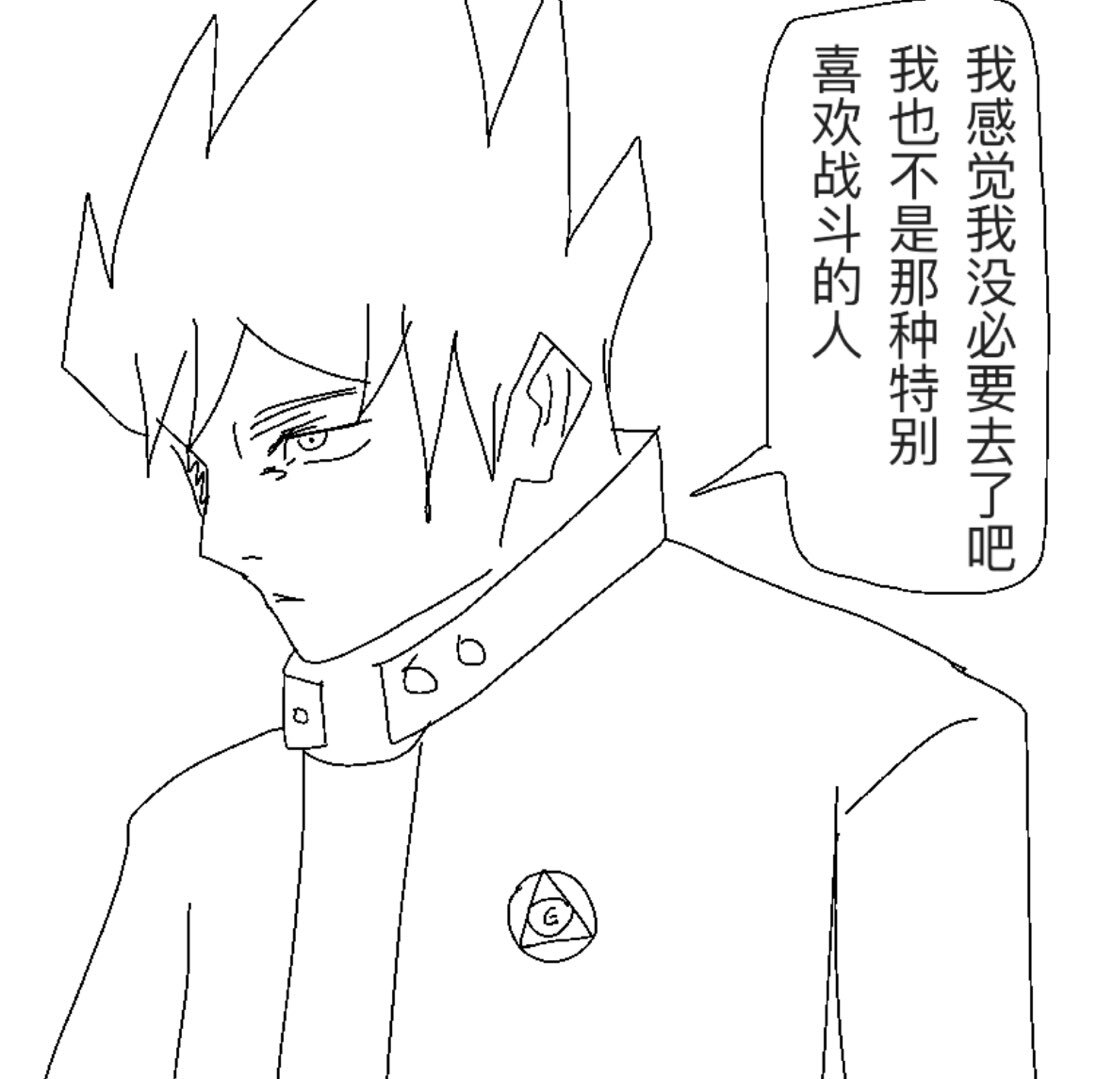 我感觉我没必要去了吧
我也不是那种特别
喜欢战斗的人
G